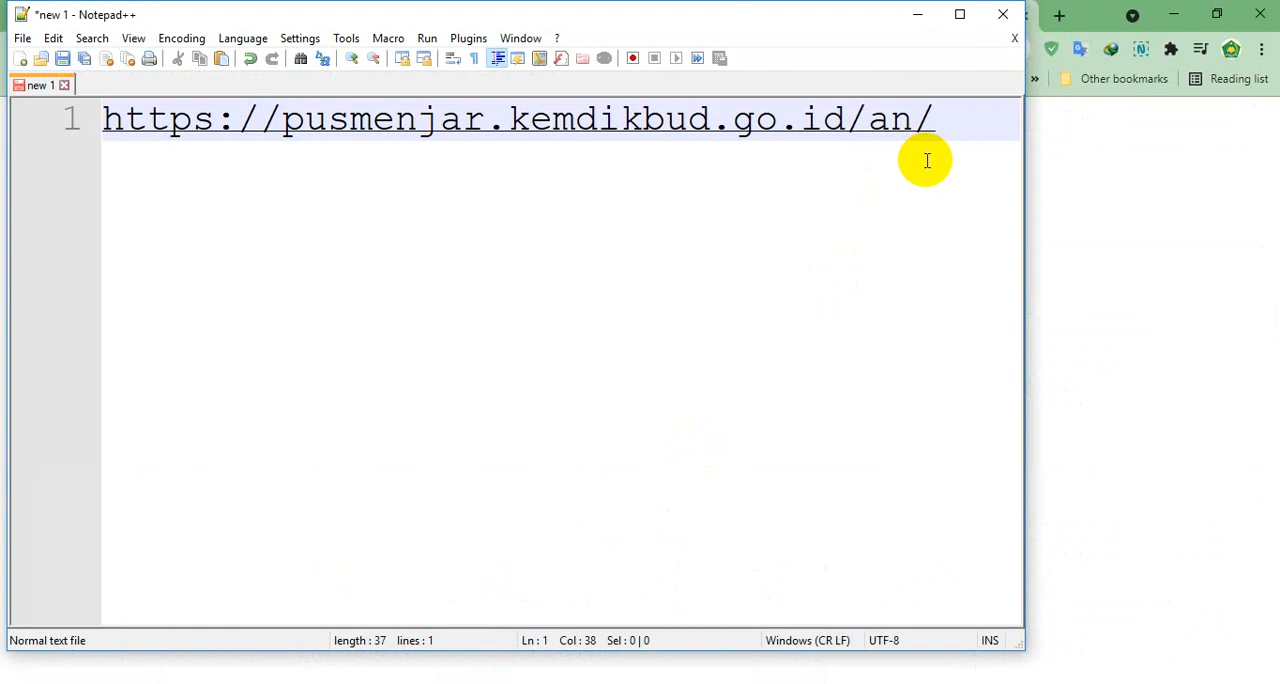 *new 1 - Notepad++
File Edit Search View Encoding Language Settings Tools Macro Run Plugins Window ? X
new 1
1 https://pusmenjar.kemdikbud.go.id/an/
Normal text file length : 37 lines : 1 Ln : 1 Col : 38 Sel : 0 | 0 Windows (CR LF) UTF-8 INS
» Other bookmarks Reading list